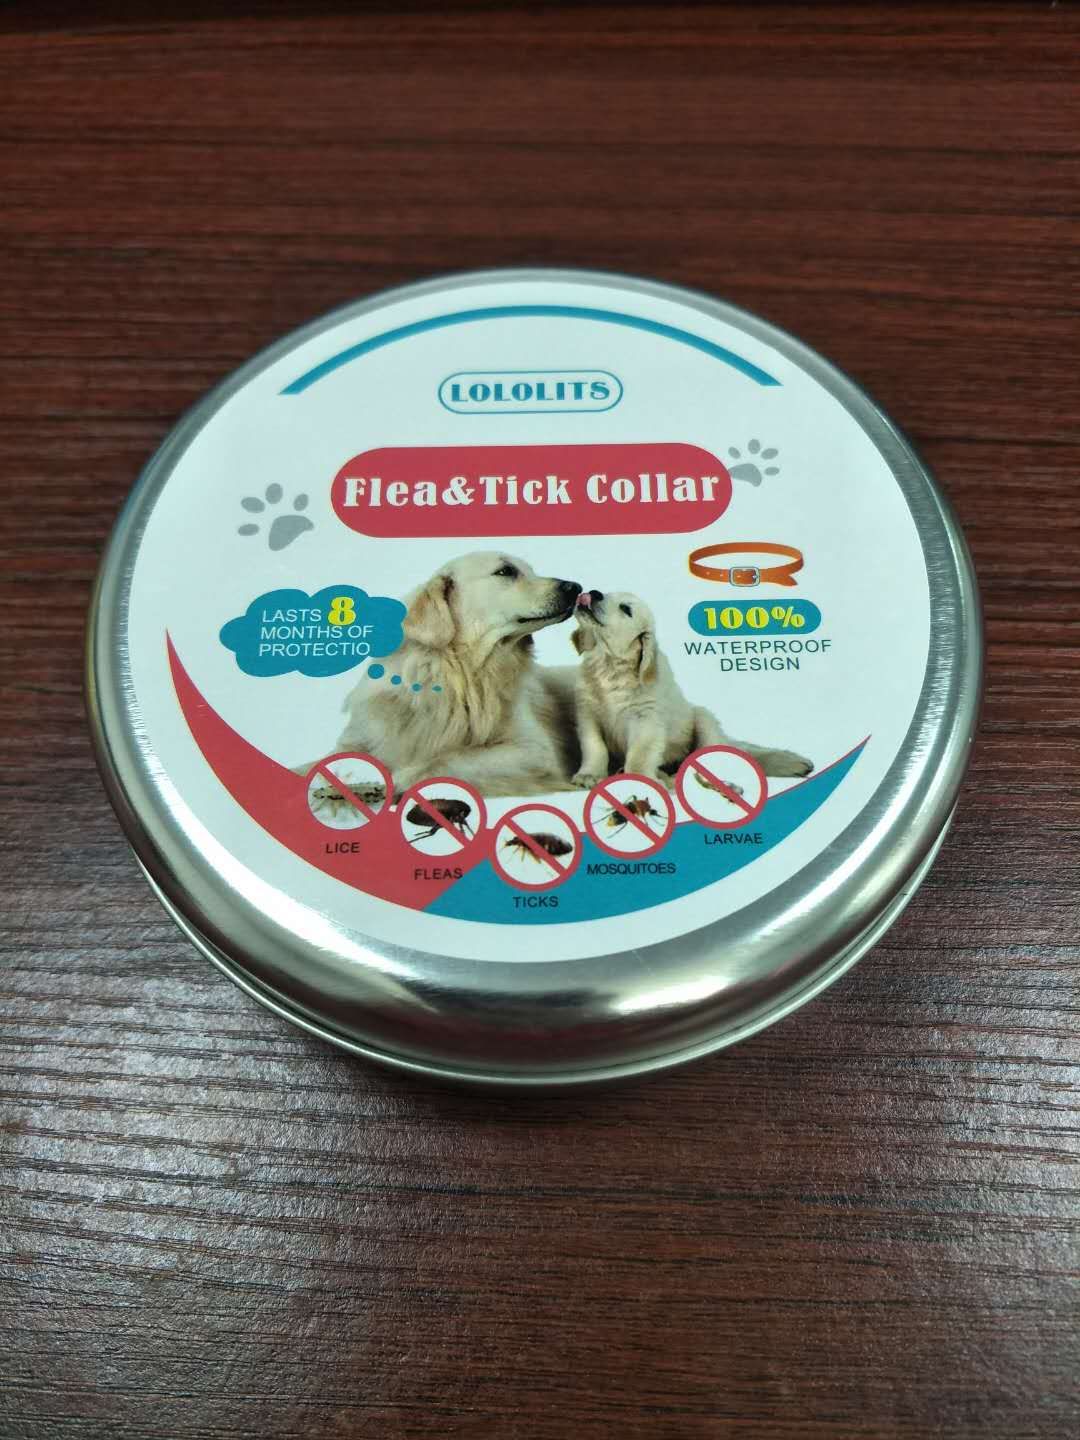 LOLOLITS
Flea&Tick Collar
LASTS 8
MONTHS OF
PROTECTIO
100%
WATERPROOF
DESIGN
LICE
FLEAS
TICKS
MOSQUITOES
LARVAE